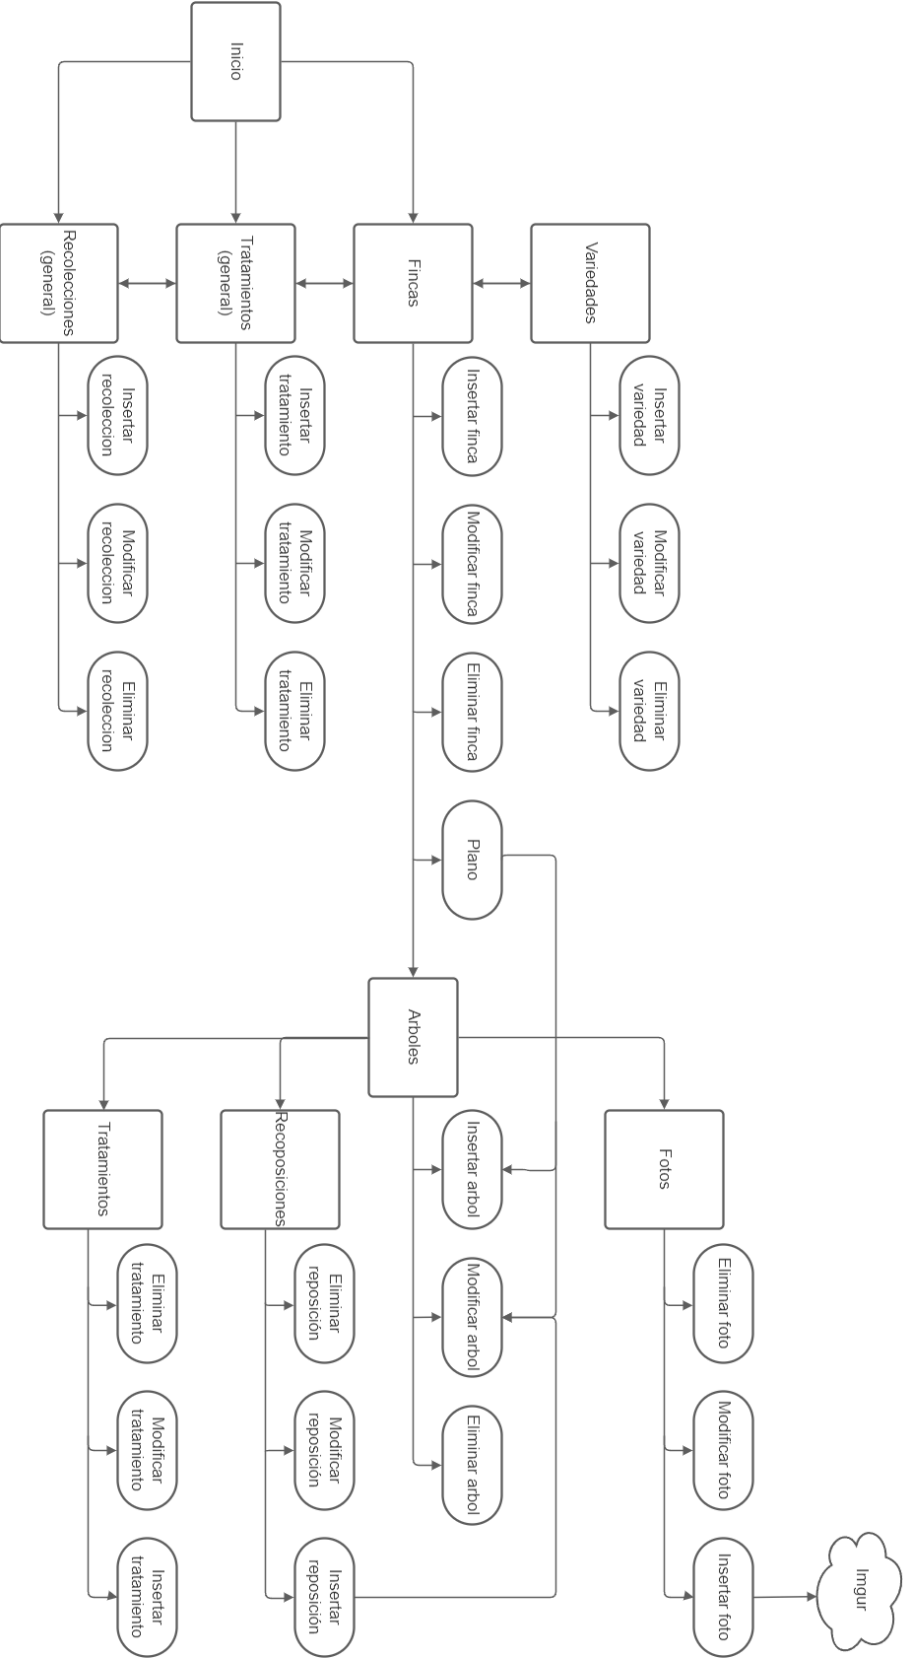 Inicio
Recolecciones
(general)
Tratamientos
(general)
Fincas
Variedades
Insertar
recoleccion
Modificar
recoleccion
Eliminar
recoleccion
Insertar
tratamiento
Modificar
tratamiento
Eliminar
tratamiento
Insertar finca
Modificar finca
Eliminar finca
Plano
Insertar
variedad
Modificar
variedad
Eliminar
variedad
Arboles
Tratamientos
Recoposiciones
Insertar arbol
Modificar arbol
Eliminar arbol
Fotos
Eliminar
tratamiento
Modificar
tratamiento
Insertar
tratamiento
Eliminar
reposición
Modificar
reposición
Insertar
reposición
Eliminar foto
Modificar foto
Insertar foto
Imgur